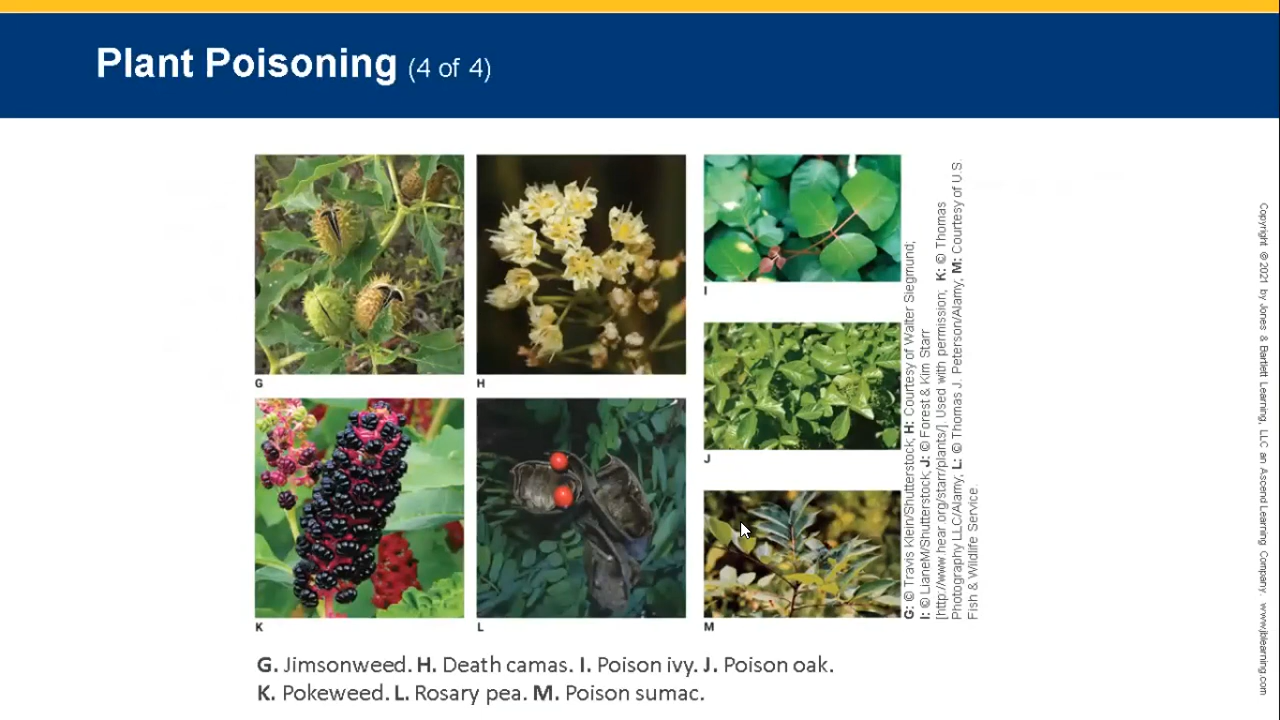 Plant Poisoning (4 of 4)
G
H
I
J
K
L
M
G: © Travis Klein/Shutterstock; H: Courtesy of Walter Siegmund;
I: © LianeM/Shutterstock; J: © Forest & Kim Starr
[http://www.hear.org/starr/plants/]. Used with permission; K: © Thomas
Photography LLC/Alamy; L: © Thomas J. Peterson/Alamy; M: Courtesy of U.S.
Fish & Wildlife Service.
G. Jimsonweed. H. Death camas. I. Poison ivy. J. Poison oak.
K. Pokeweed. L. Rosary pea. M. Poison sumac.
Copyright © 2021 by Jones & Bartlett Learning, LLC an Ascend Learning Company. www.jblearning.com